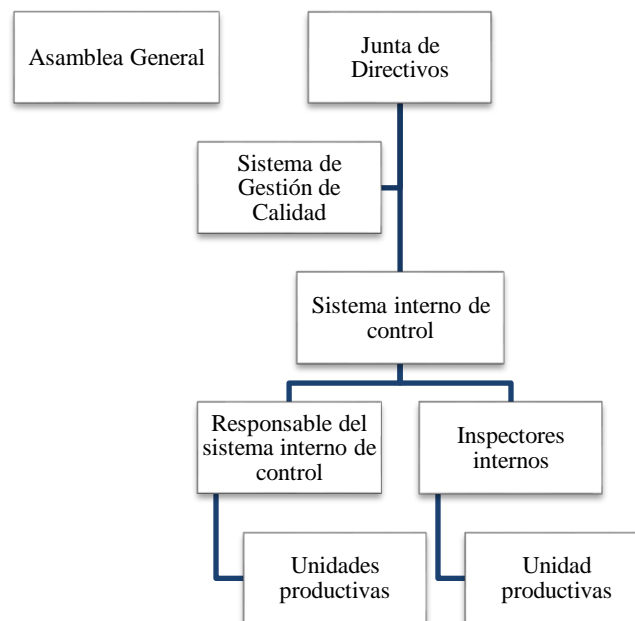 Asamblea General
Junta de
Directivos
Sistema de
Gestión de
Calidad
Sistema interno de
control
Responsable del
sistema interno de
control
Inspectores
internos
Unidades
productivas
Unidad
productivas